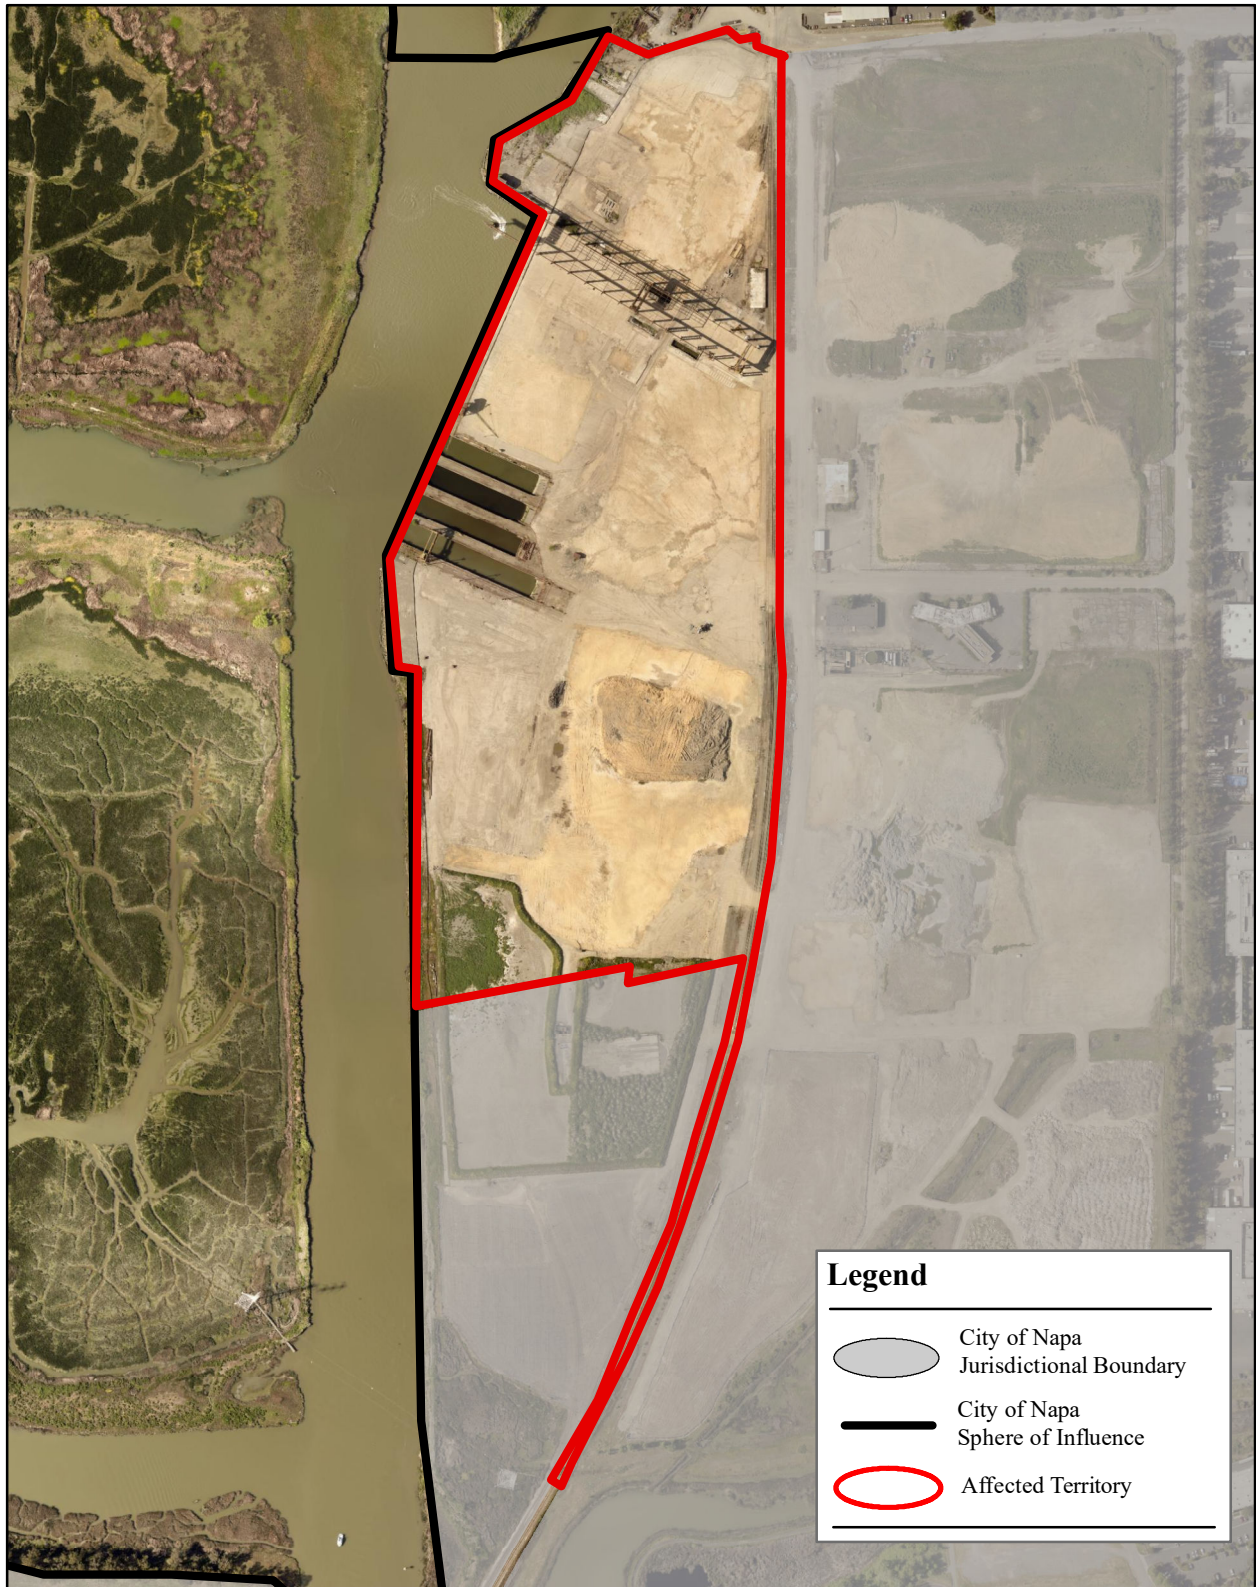 Legend
City of Napa
Jurisdictional Boundary
City of Napa
Sphere of Influence
Affected Territory